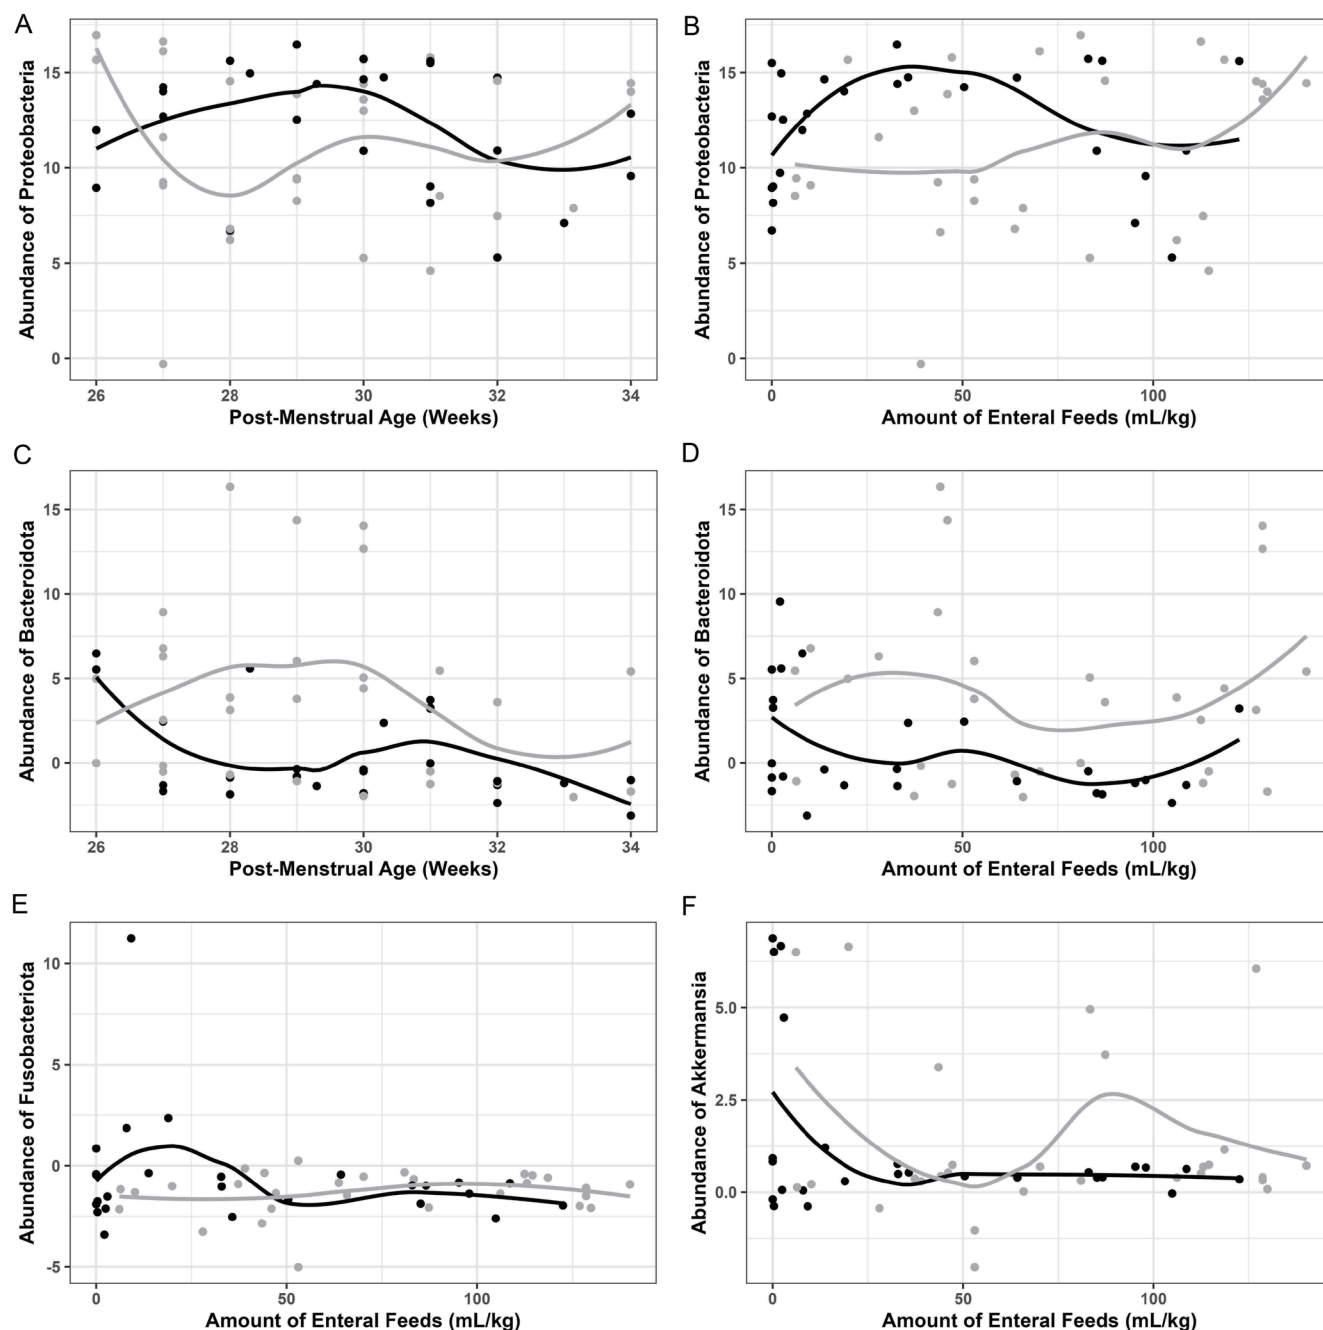 A
Abundance of Proteobacteria
15
10
5
0
26 28 30 32 34
Post-Menstrual Age (Weeks)
B
Abundance of Proteobacteria
15
10
5
0
0 50 100
Amount of Enteral Feeds (mL/kg)
C
Abundance of Bacteroidota
15
10
5
0
26 28 30 32 34
Post-Menstrual Age (Weeks)
D
Abundance of Bacteroidota
15
10
5
0
0 50 100
Amount of Enteral Feeds (mL/kg)
E
Abundance of Fusobacteriota
10
5
0
-5
0 50 100
Amount of Enteral Feeds (mL/kg)
F
Abundance of Akkermansia
5.0
2.5
0.0
0 50 100
Amount of Enteral Feeds (mL/kg)